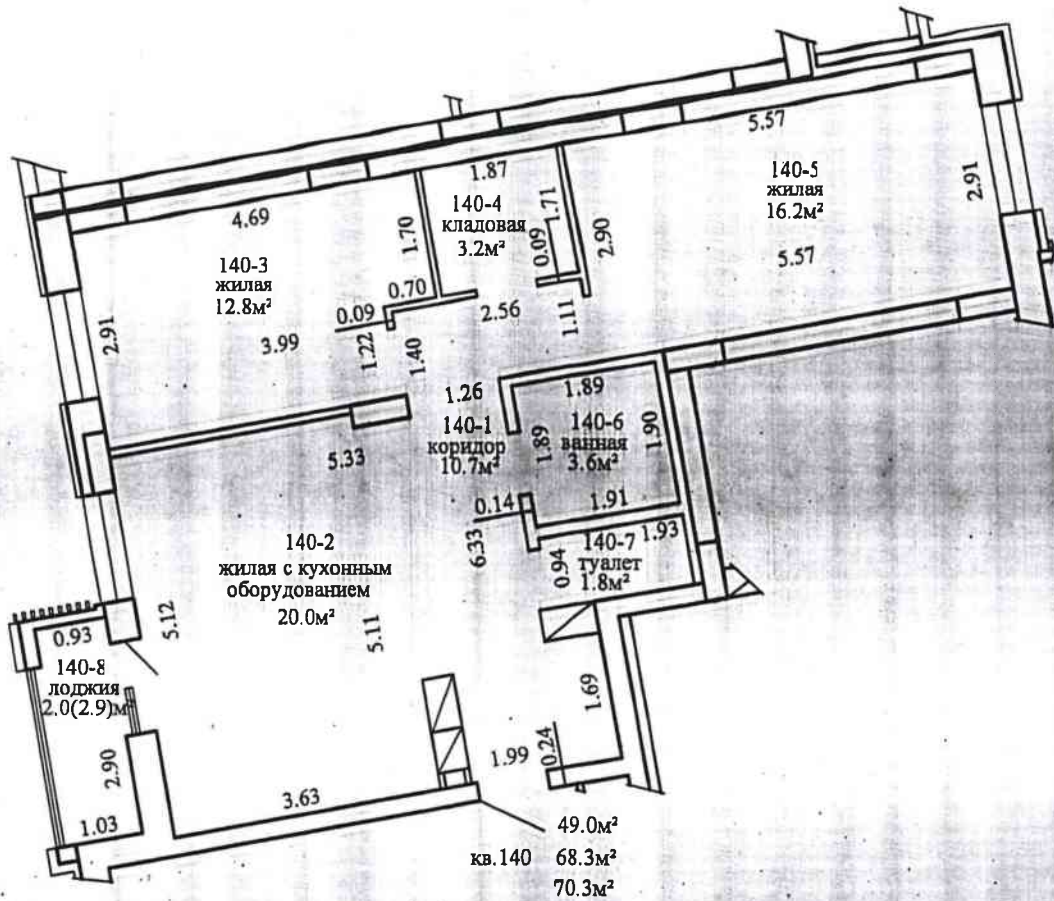 5.57
140-5
жилая
16.2м²
2.91
2.90
5.57
1.87
140-4
кладовая
3.2м²
1.71
0.09
1.70
4.69
140-3
жилая
12.8м²
0.70
0.09
2.56
1.11
2.91
3.99
1.22
1.40
1.26
140-1
коридор
10.7м²
1.89
140-6
ванная
3.6м²
1.89
1.90
1.91
5.33
0.14
6.33
140-7
туалет
1.8м²
1.93
0.94
140-2
жилая с кухонным
оборудованием
20.0м²
5.12
5.11
0.93
140-8
лоджия
2.0(2.9)м²
2.90
1.03
3.63
1.69
1.99
0.24
49.0м²
кв.140 68.3м²
70.3м²